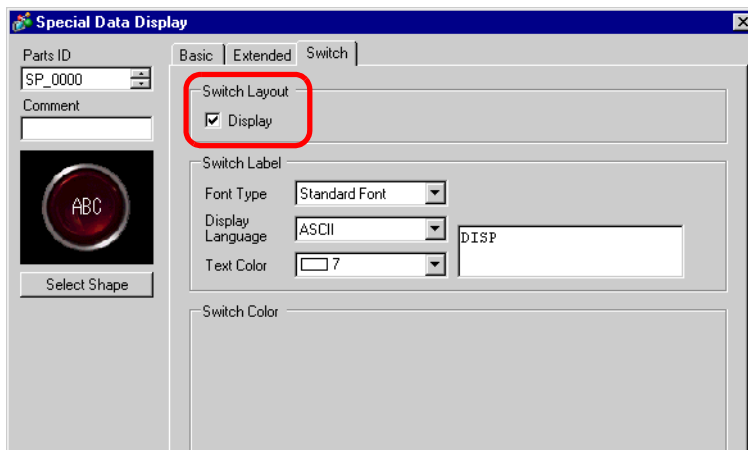 Special Data Display
Parts ID
SP_0000
Comment
ABC
Select Shape
Basic Extended Switch
Switch Layout
Display
Switch Label
Font Type Standard Font
Display Language ASCII
DISP
Text Color 7
Switch Color